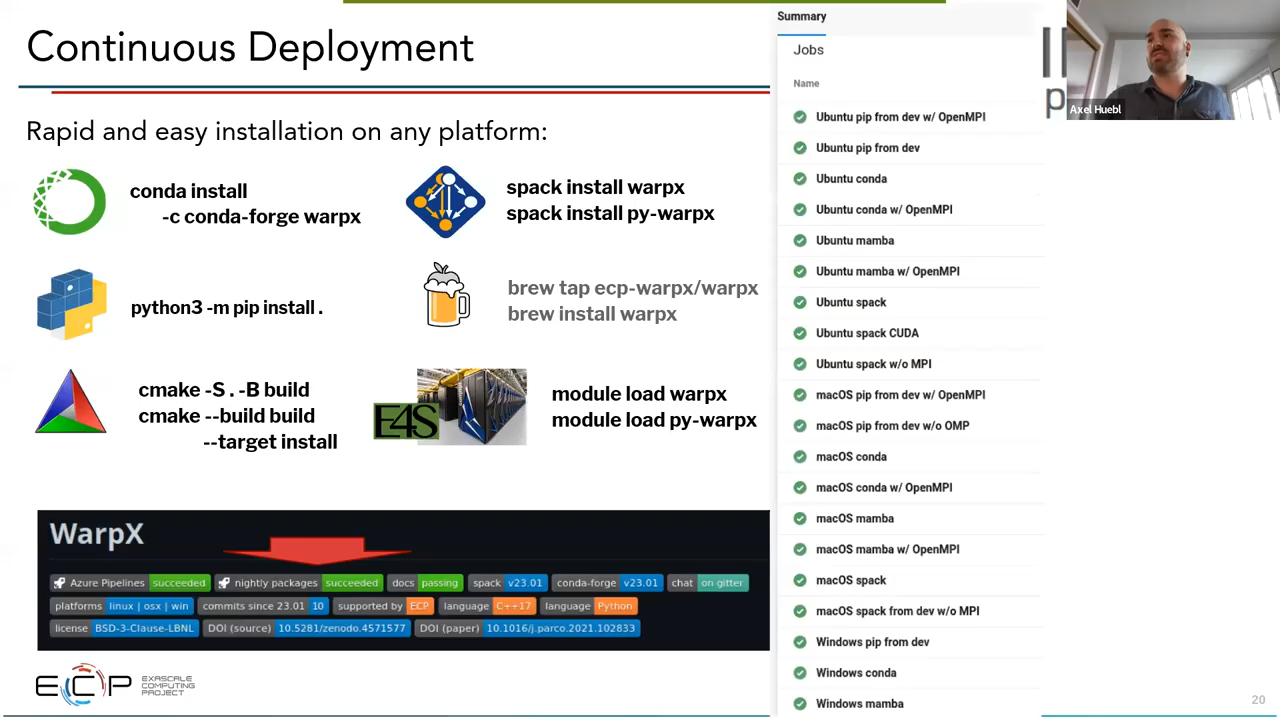 Continuous Deployment
Rapid and easy installation on any platform:
conda install
-c conda-forge warpx
spack install warpx
spack install py-warpx
python3 -m pip install .
brew tap ecp-warpx/warpx
brew install warpx
cmake -S . -B build
cmake --build build
--target install
E4S
module load warpx
module load py-warpx
WarpX
Azure Pipelines succeeded nightly packages succeeded docs passing spack v23.01 conda-forge v23.01 chat on gitter
platforms linux | osx | win commits since 23.01 10 supported by ECP language C++17 language Python
license BSD-3-Clause-LBNL DOI (source) 10.5281/zenodo.4571577 DOI (paper) 10.1016/j.parco.2021.102833
ECP
EXASCALE
COMPUTING
PROJECT
Summary
Jobs
Name
Ubuntu pip from dev w/ OpenMPI
Ubuntu pip from dev
Ubuntu conda
Ubuntu conda w/ OpenMPI
Ubuntu mamba
Ubuntu mamba w/ OpenMPI
Ubuntu spack
Ubuntu spack CUDA
Ubuntu spack w/o MPI
macOS pip from dev w/ OpenMPI
macOS pip from dev w/o OMP
macOS conda
macOS conda w/ OpenMPI
macOS mamba
macOS mamba w/ OpenMPI
macOS spack
macOS spack from dev w/o MPI
Windows pip from dev
Windows conda
Windows mamba
Axel Huebl
20